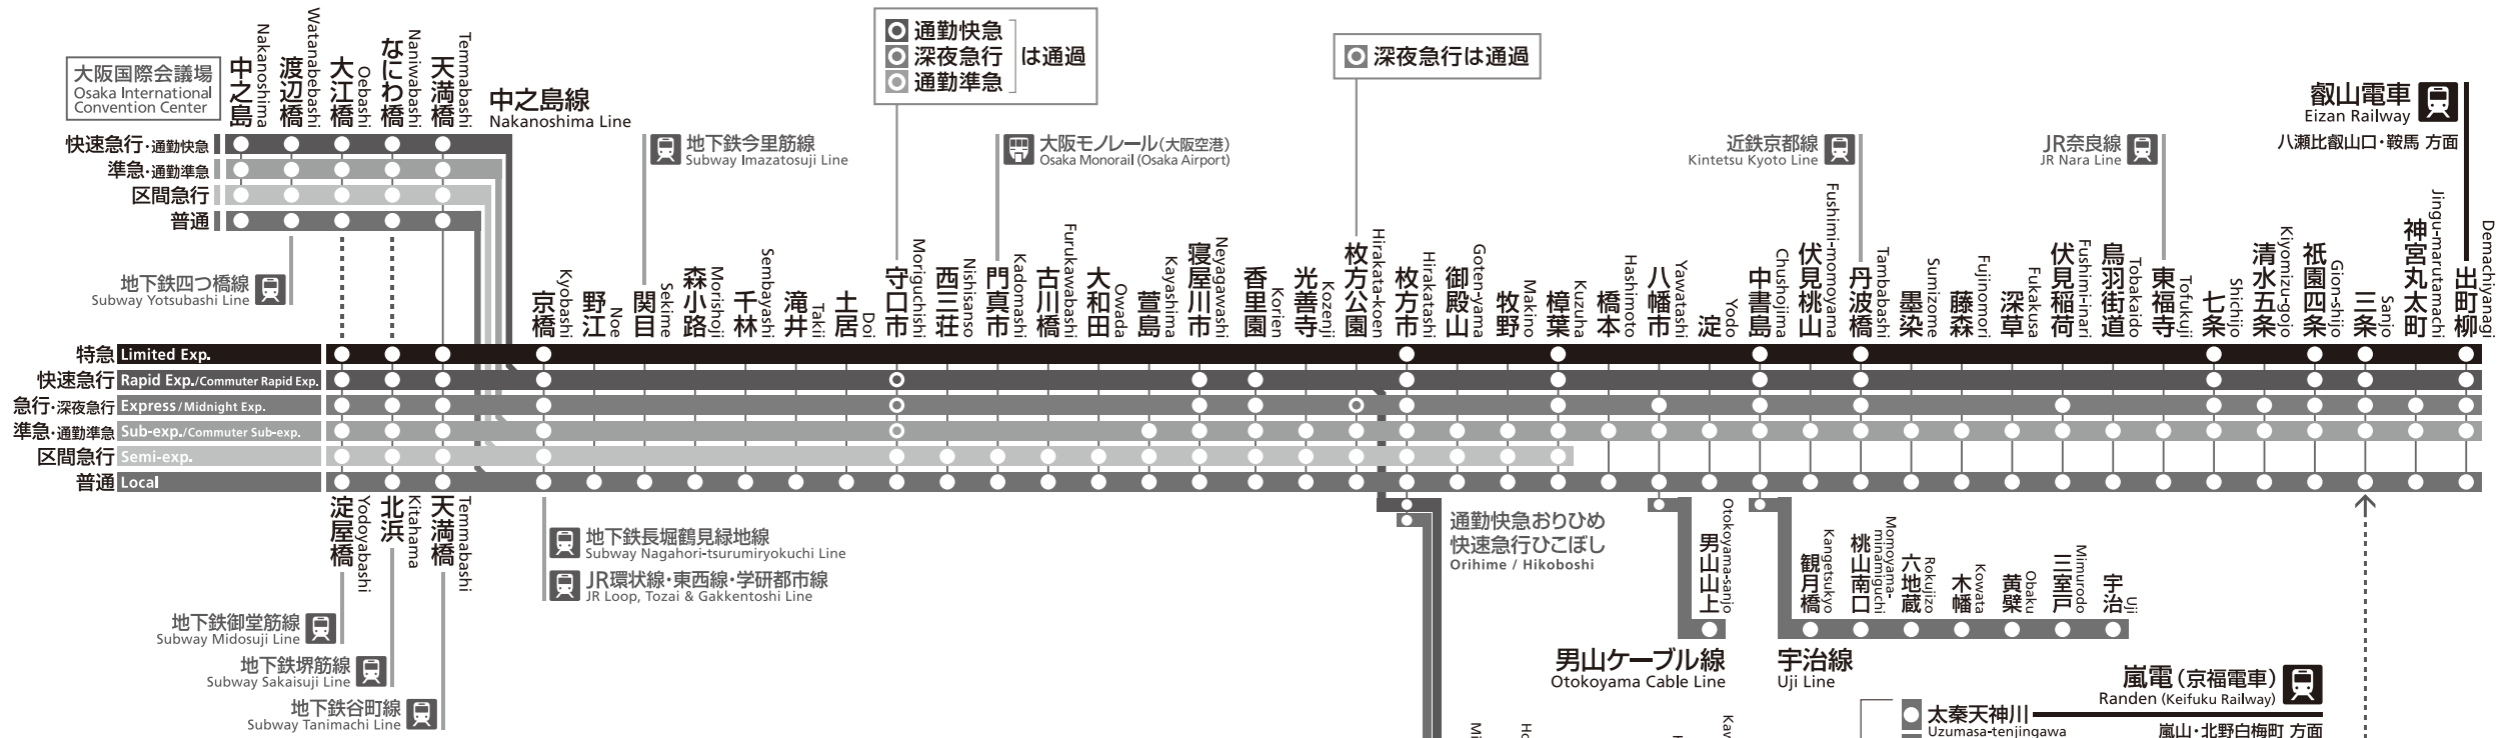 通勤快急
深夜急行 は通過
通勤準急
深夜急行は通過
大阪国際会議場
Osaka International
Convention Center
中之島
Nakanoshima
渡辺橋
Watanabebashi
大江橋
Oebashi
なにわ橋
Naniwabashi
天満橋
Temmabashi
中之島線
Nakanoshima Line
快速急行・通勤快急
準急・通勤準急
区間急行
普通
地下鉄四つ橋線
Subway Yotsubashi Line
地下鉄今里筋線
Subway Imazatosuji Line
大阪モノレール(大阪空港)
Osaka Monorail (Osaka Airport)
近鉄京都線
Kintetsu Kyoto Line
JR奈良線
JR Nara Line
叡山電車
Eizan Railway
八瀬比叡山口・鞍馬 方面
京橋
Kyobashi
野江
Noe
関目
Sekime
森小路
Morishoji
千林
Sembayashi
滝井
Takii
土居
Doi
守口市
Moriguchishi
西三荘
Nishisanso
門真市
Kadomashi
古川橋
Furukawabashi
大和田
Owada
萱島
Kayashima
寝屋川市
Neyagawashi
香里園
Korien
光善寺
Kozenji
枚方公園
Hirakata-koen
枚方市
Hirakatashi
御殿山
Goten-yama
牧野
Makino
樟葉
Kuzuha
橋本
Hashimoto
八幡市
Yawatashi
淀
Yodo
中書島
Chushojima
伏見桃山
Fushimi-momoyama
丹波橋
Tambabashi
墨染
Sumizome
藤森
Fujinomori
深草
Fukakusa
伏見稲荷
Fushimi-inari
鳥羽街道
Tobakaido
東福寺
Tofukuji
七条
Shichijo
清水五条
Kiyomizu-gojo
祇園四条
Gion-shijo
三条
Sanjo
神宮丸太町
Jingu-marutamachi
出町柳
Demachiyanagi
特急 Limited Exp.
快速急行 Rapid Exp./Commuter Rapid Exp.
急行・深夜急行 Express/Midnight Exp.
準急・通勤準急 Sub-exp./Commuter Sub-exp.
区間急行 Semi-exp.
普通 Local
淀屋橋
Yodoyabashi
北浜
Kitahama
天満橋
Temmabashi
地下鉄長堀鶴見緑地線
Subway Nagahori-tsurumiryokuchi Line
JR環状線・東西線・学研都市線
JR Loop, Tozai & Gakkentoshi Line
地下鉄御堂筋線
Subway Midosuji Line
地下鉄堺筋線
Subway Sakaisuji Line
地下鉄谷町線
Subway Tanimachi Line
通勤快急おりひめ
快速急行ひこぼし
Orihime / Hikoboshi
男山山上
Otokoyama-sanjo
男山ケーブル線
Otokoyama Cable Line
観月橋
Kangetsukyo
桃山南口
Momoyama-
minamiguchi
六地蔵
Rokujizo
木幡
Kowata
黄檗
Obaku
三室戸
Mimurodo
宇治
Uji
宇治線
Uji Line
嵐電(京福電車)
Randen (Keifuku Railway)
太秦天神川
Uzumasa-tenjingawa
嵐山・北野白梅町 方面